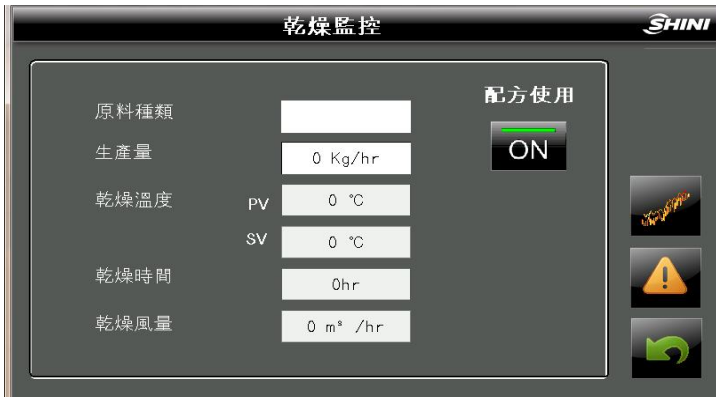 乾燥監控
SHINI
配方使用
ON
原料種類
生產量 0 Kg/hr
乾燥溫度 PV 0 ℃
SV 0 ℃
乾燥時間 0hr
乾燥風量 0 m³ /hr